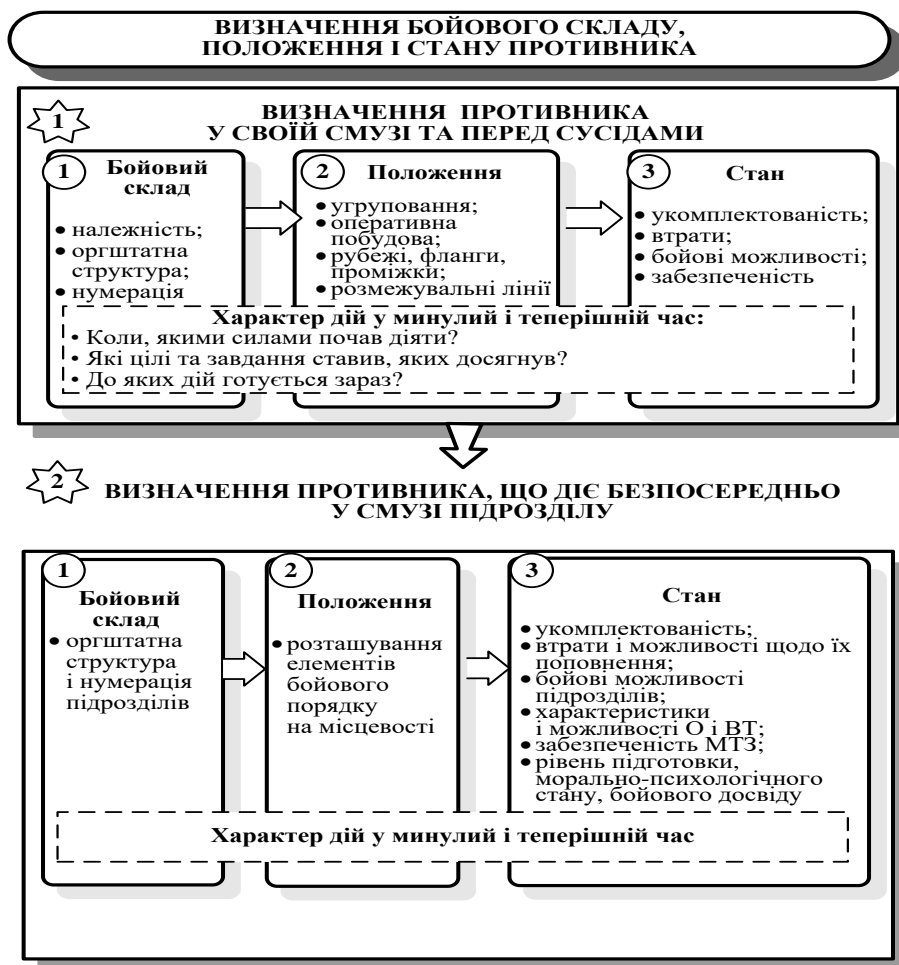 ВИЗНАЧЕННЯ БОЙОВОГО СКЛАДУ,
ПОЛОЖЕННЯ І СТАНУ ПРОТИВНИКА
1
ВИЗНАЧЕННЯ ПРОТИВНИКА
У СВОЇЙ СМУЗІ ТА ПЕРЕД СУСІДАМИ
1
Бойовий
склад
• належність;
• оргштатна
структура;
• нумерація
2
Положення
• угруповання;
• оперативна
побудова;
• рубежі, фланги,
проміжки;
• розмежувальні лінії
3
Стан
• укомплектованість;
• втрати;
• бойові можливості;
• забезпеченість
Характер дій у минулий і теперішній час:
• Коли, якими силами почав діяти?
• Які цілі та завдання ставив, яких досягнув?
• До яких дій готується зараз?
2
ВИЗНАЧЕННЯ ПРОТИВНИКА, ЩО ДІЄ БЕЗПОСЕРЕДНЬО
У СМУЗІ ПІДРОЗДІЛУ
1
Бойовий
склад
• оргштатна
структура
і нумерація
підрозділів
2
Положення
• розташування
елементів
бойового
порядку
на місцевості
3
Стан
• укомплектованість;
• втрати і можливості щодо їх
поповнення;
• бойові можливості
підрозділів;
• характеристики
і можливості О і ВТ;
• забезпеченість МТЗ;
• рівень підготовки,
морально-психологічного
стану, бойового досвіду
Характер дій у минулий і теперішній час